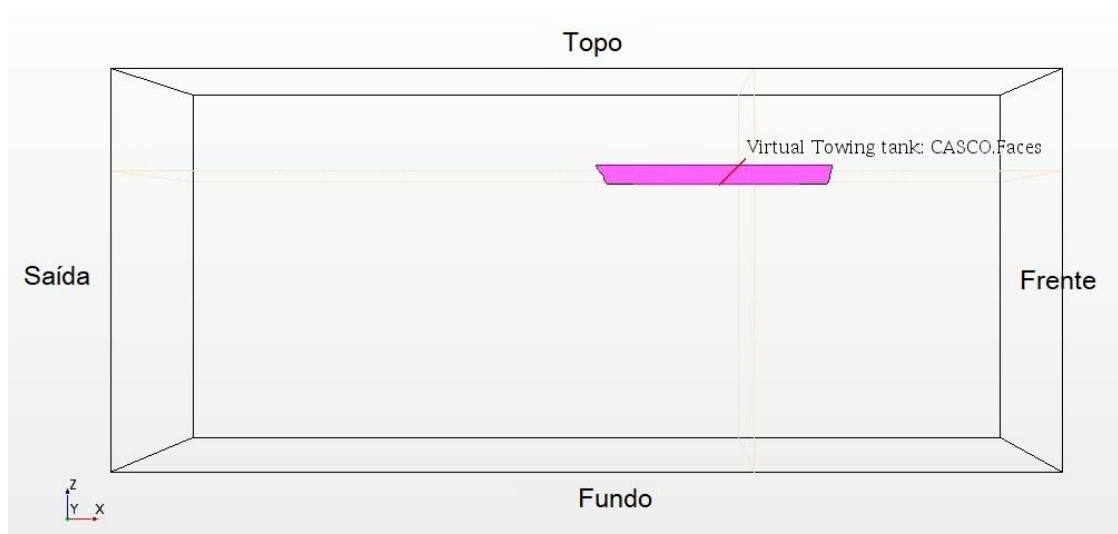 Topo
Virtual Towing tank: CASCO.Faces
Saída
Frente
Fundo
Z
Y X